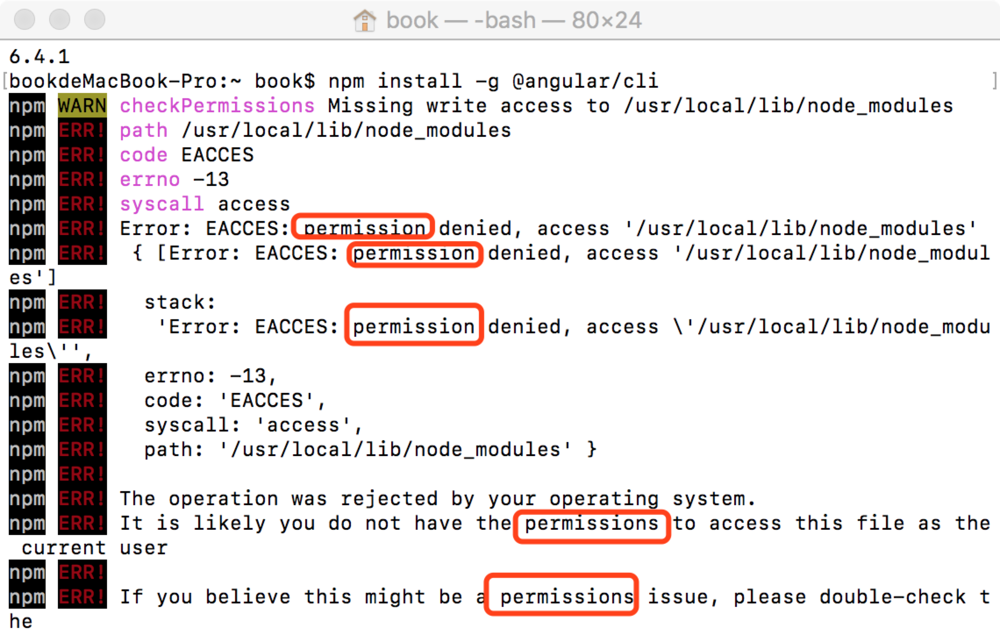 book — -bash — 80×24
6.4.1
[bookdeMacBook-Pro:~ book$ npm install -g @angular/cli ]
npm WARN checkPermissions Missing write access to /usr/local/lib/node_modules
npm ERR! path /usr/local/lib/node_modules
npm ERR! code EACCES
npm ERR! errno -13
npm ERR! syscall access
npm ERR! Error: EACCES: permission denied, access '/usr/local/lib/node_modules'
npm ERR!  { [Error: EACCES: permission denied, access '/usr/local/lib/node_modul
es']
npm ERR!   stack:
npm ERR!    'Error: EACCES: permission denied, access \'/usr/local/lib/node_modu
les\'',
npm ERR!   errno: -13,
npm ERR!   code: 'EACCES',
npm ERR!   syscall: 'access',
npm ERR!   path: '/usr/local/lib/node_modules' }
npm ERR!
npm ERR! The operation was rejected by your operating system.
npm ERR! It is likely you do not have the permissions to access this file as the
 current user
npm ERR!
npm ERR! If you believe this might be a permissions issue, please double-check t
he